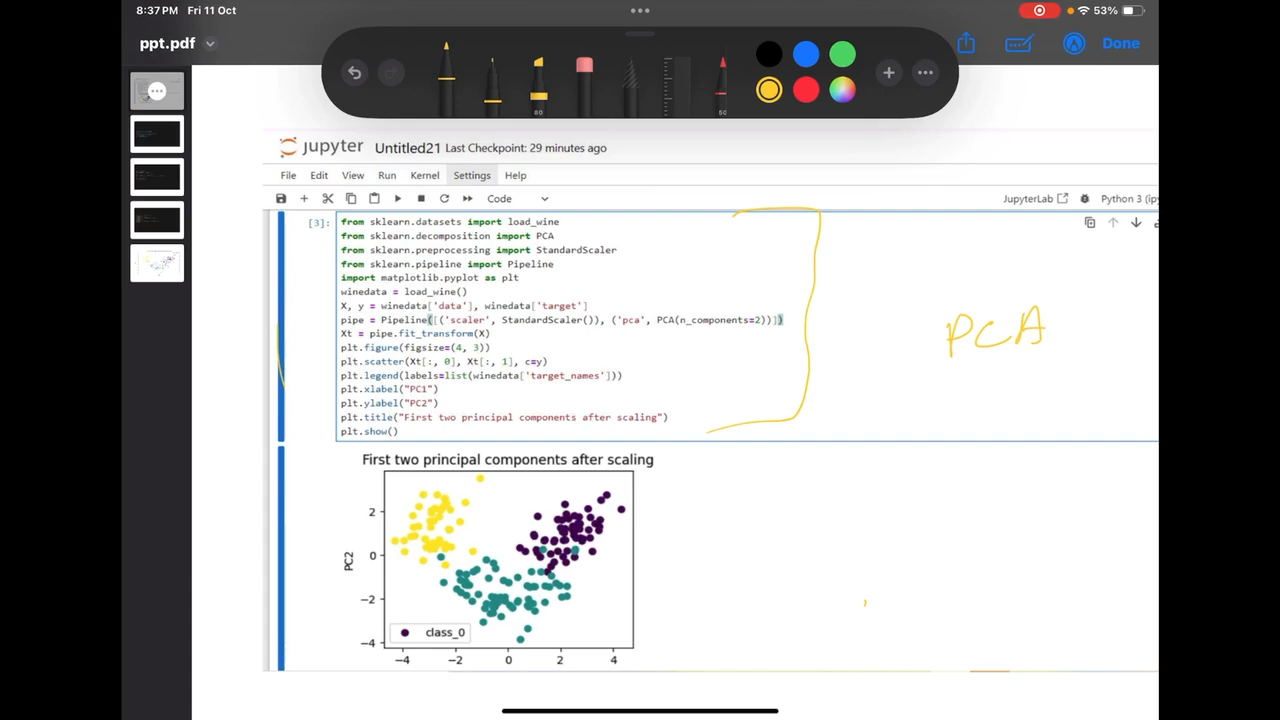 8:37 PM Fri 11 Oct
53%
ppt.pdf
Done
80
50
jupyter Untitled21 Last Checkpoint: 29 minutes ago
File Edit View Run Kernel Settings Help
Code
JupyterLab
Python 3 (ipy
[3]:
from sklearn.datasets import load_wine
from sklearn.decomposition import PCA
from sklearn.preprocessing import StandardScaler
from sklearn.pipeline import Pipeline
import matplotlib.pyplot as plt
winedata = load_wine()
X, y = winedata['data'], winedata['target']
pipe = Pipeline([('scaler', StandardScaler()), ('pca', PCA(n_components=2))])
Xt = pipe.fit_transform(X)
plt.figure(figsize=(4, 3))
plt.scatter(Xt[:, 0], Xt[:, 1], c=y)
plt.legend(labels=list(winedata['target_names']))
plt.xlabel("PC1")
plt.ylabel("PC2")
plt.title("First two principal components after scaling")
plt.show()
PCA
First two principal components after scaling
2
0
−2
−4
PC2
class_0
−4 −2 0 2 4